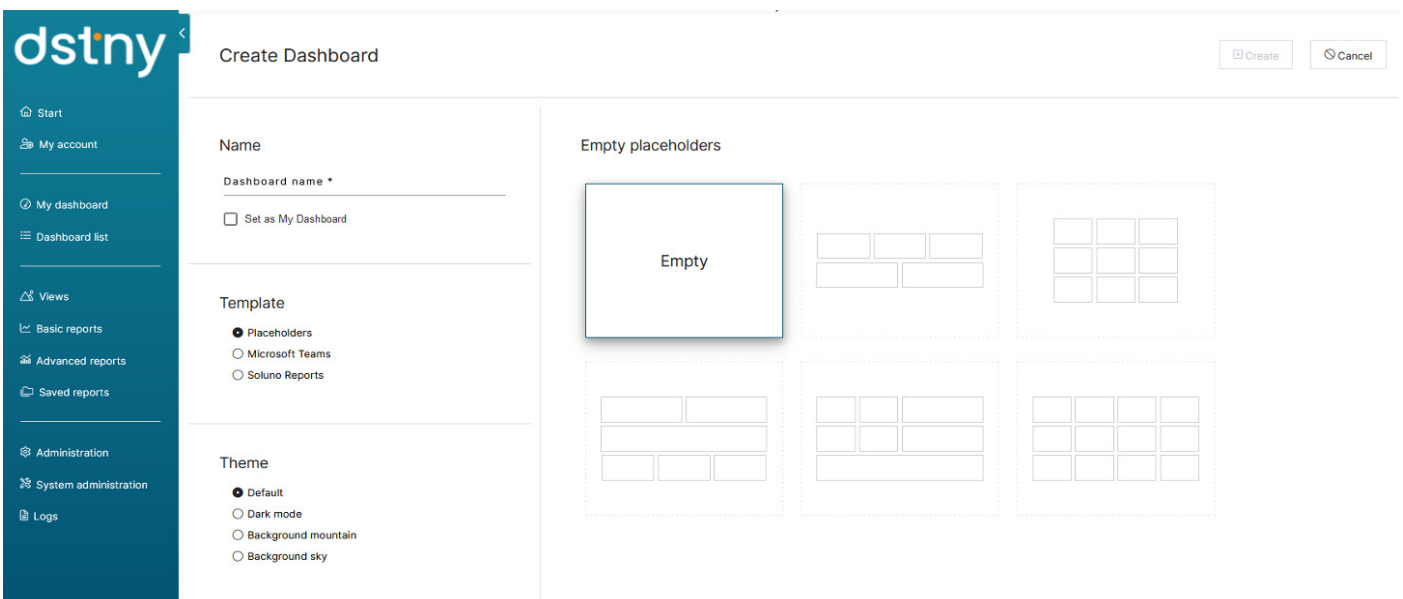 dstny
Start
My account
My dashboard
Dashboard list
Views
Basic reports
Advanced reports
Saved reports
Administration
System administration
Logs
Create Dashboard
Create
Cancel
Name
Dashboard name *
Set as My Dashboard
Template
Placeholders
Microsoft Teams
Soluno Reports
Theme
Default
Dark mode
Background mountain
Background sky
Empty placeholders
Empty